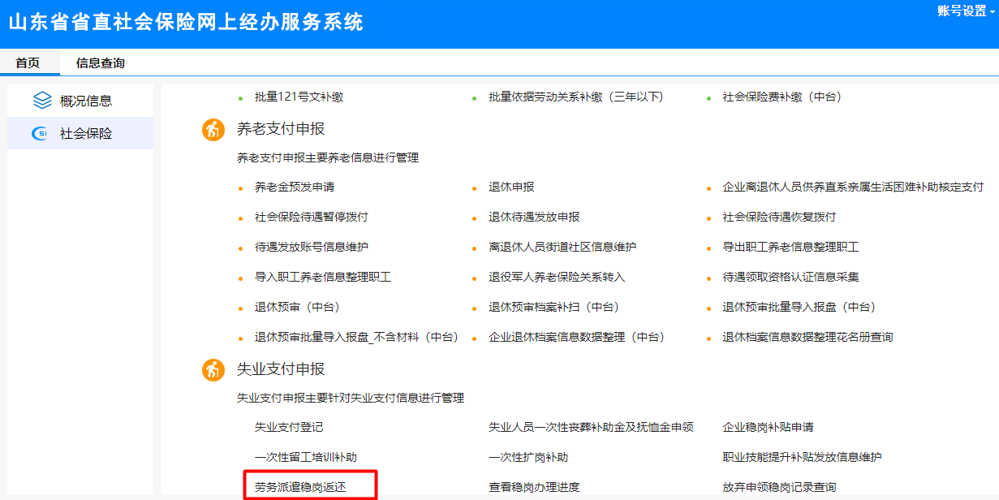 山东省省直社会保险网上经办服务系统
账号设置
首页 信息查询
概况信息
社会保险
批量121号文补缴 批量依据劳动关系补缴（三年以下） 社会保险费补缴（中台）
养老支付申报
养老支付申报主要养老信息进行管理
养老金预发申请 退休申报 企业离退休人员供养直系亲属生活困难补助核定支付
社会保险待遇暂停拨付 退休待遇发放申报 社会保险待遇恢复拨付
待遇发放账号信息维护 离退休人员街道社区信息维护 导出职工养老信息整理职工
导入职工养老信息整理职工 退役军人养老保险关系转入 待遇领取资格认证信息采集
退休预审（中台） 退休预审档案补扫（中台） 退休预审批量导入报盘（中台）
退休预审批量导入报盘_不含材料（中台） 企业退休档案信息数据整理（中台） 退休档案信息数据整理花名册查询
失业支付申报
失业支付申报主要针对失业支付信息进行管理
失业支付登记 失业人员一次性丧葬补助金及抚恤金申领 企业稳岗补贴申请
一次性留工培训补助 一次性扩岗补助 职业技能提升补贴发放信息维护
劳务派遣稳岗返还 查看稳岗办理进度 放弃申领稳岗记录查询